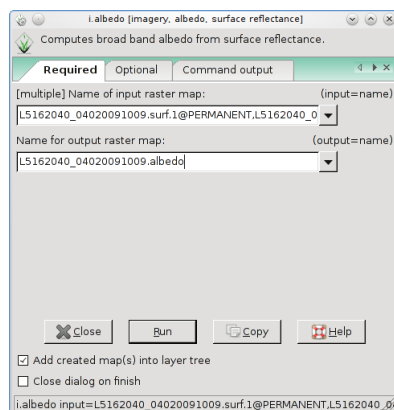 i.albedo [imagery, albedo, surface reflectance]
Computes broad band albedo from surface reflectance.
Required Optional Command output
[multiple] Name of input raster map: (input=name)
L5162040_04020091009.surf.1@PERMANENT,L5162040_0
Name for output raster map: (output=name)
L5162040_04020091009.albedo
Close Run Copy Help
Add created map(s) into layer tree
Close dialog on finish
i.albedo input=L5162040_04020091009.surf.1@PERMANENT,L5162040_